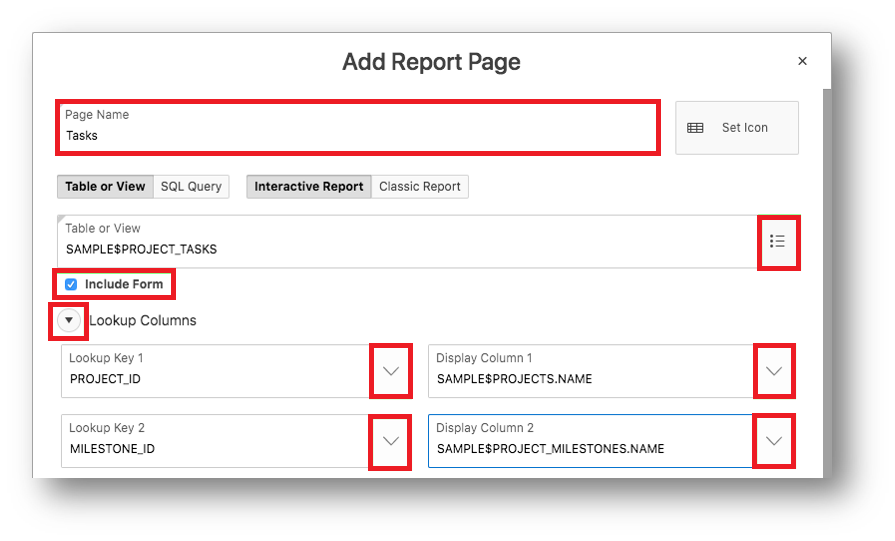 Add Report Page
×
Page Name
Tasks
Set Icon
Table or View SQL Query Interactive Report Classic Report
Table or View
SAMPLE$PROJECT_TASKS
Include Form
Lookup Columns
Lookup Key 1 Display Column 1
PROJECT_ID SAMPLE$PROJECTS.NAME
Lookup Key 2 Display Column 2
MILESTONE_ID SAMPLE$PROJECT_MILESTONES.NAME